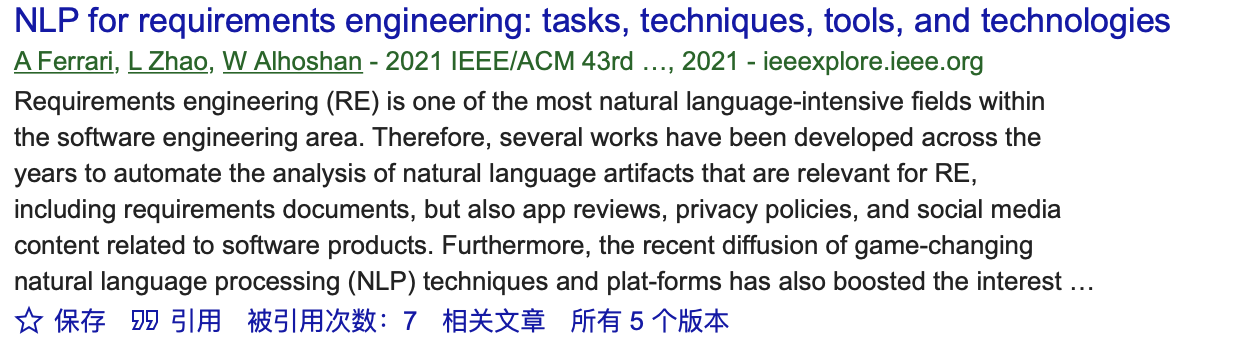 NLP for requirements engineering: tasks, techniques, tools, and technologies
A Ferrari, L Zhao, W Alhoshan - 2021 IEEE/ACM 43rd …, 2021 - ieeexplore.ieee.org
Requirements engineering (RE) is one of the most natural language-intensive fields within
the software engineering area. Therefore, several works have been developed across the
years to automate the analysis of natural language artifacts that are relevant for RE,
including requirements documents, but also app reviews, privacy policies, and social media
content related to software products. Furthermore, the recent diffusion of game-changing
natural language processing (NLP) techniques and plat-forms has also boosted the interest …
保存 引用 被引用次数：7 相关文章 所有 5 个版本